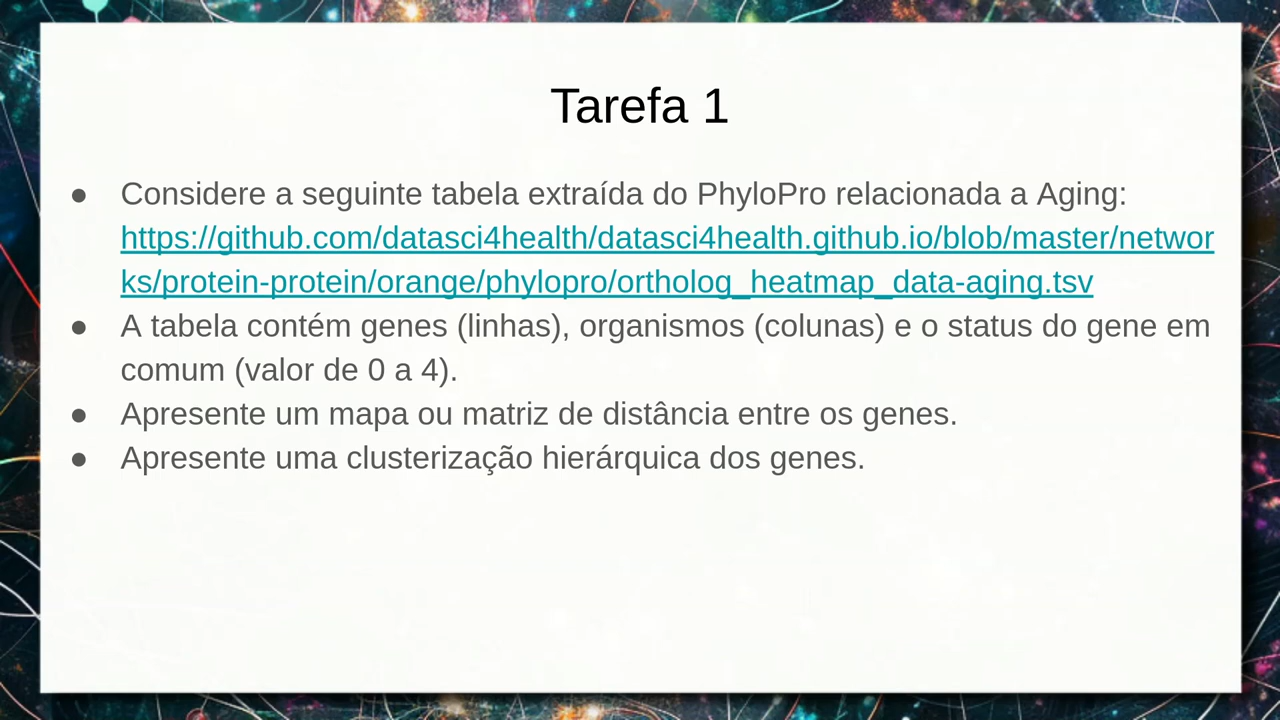 Tarefa 1
● Considere a seguinte tabela extraída do PhyloPro relacionada a Aging:
https://github.com/datasci4health/datasci4health.github.io/blob/master/networ
ks/protein-protein/orange/phylopro/ortholog_heatmap_data-aging.tsv
● A tabela contém genes (linhas), organismos (colunas) e o status do gene em
comum (valor de 0 a 4).
● Apresente um mapa ou matriz de distância entre os genes.
● Apresente uma clusterização hierárquica dos genes.